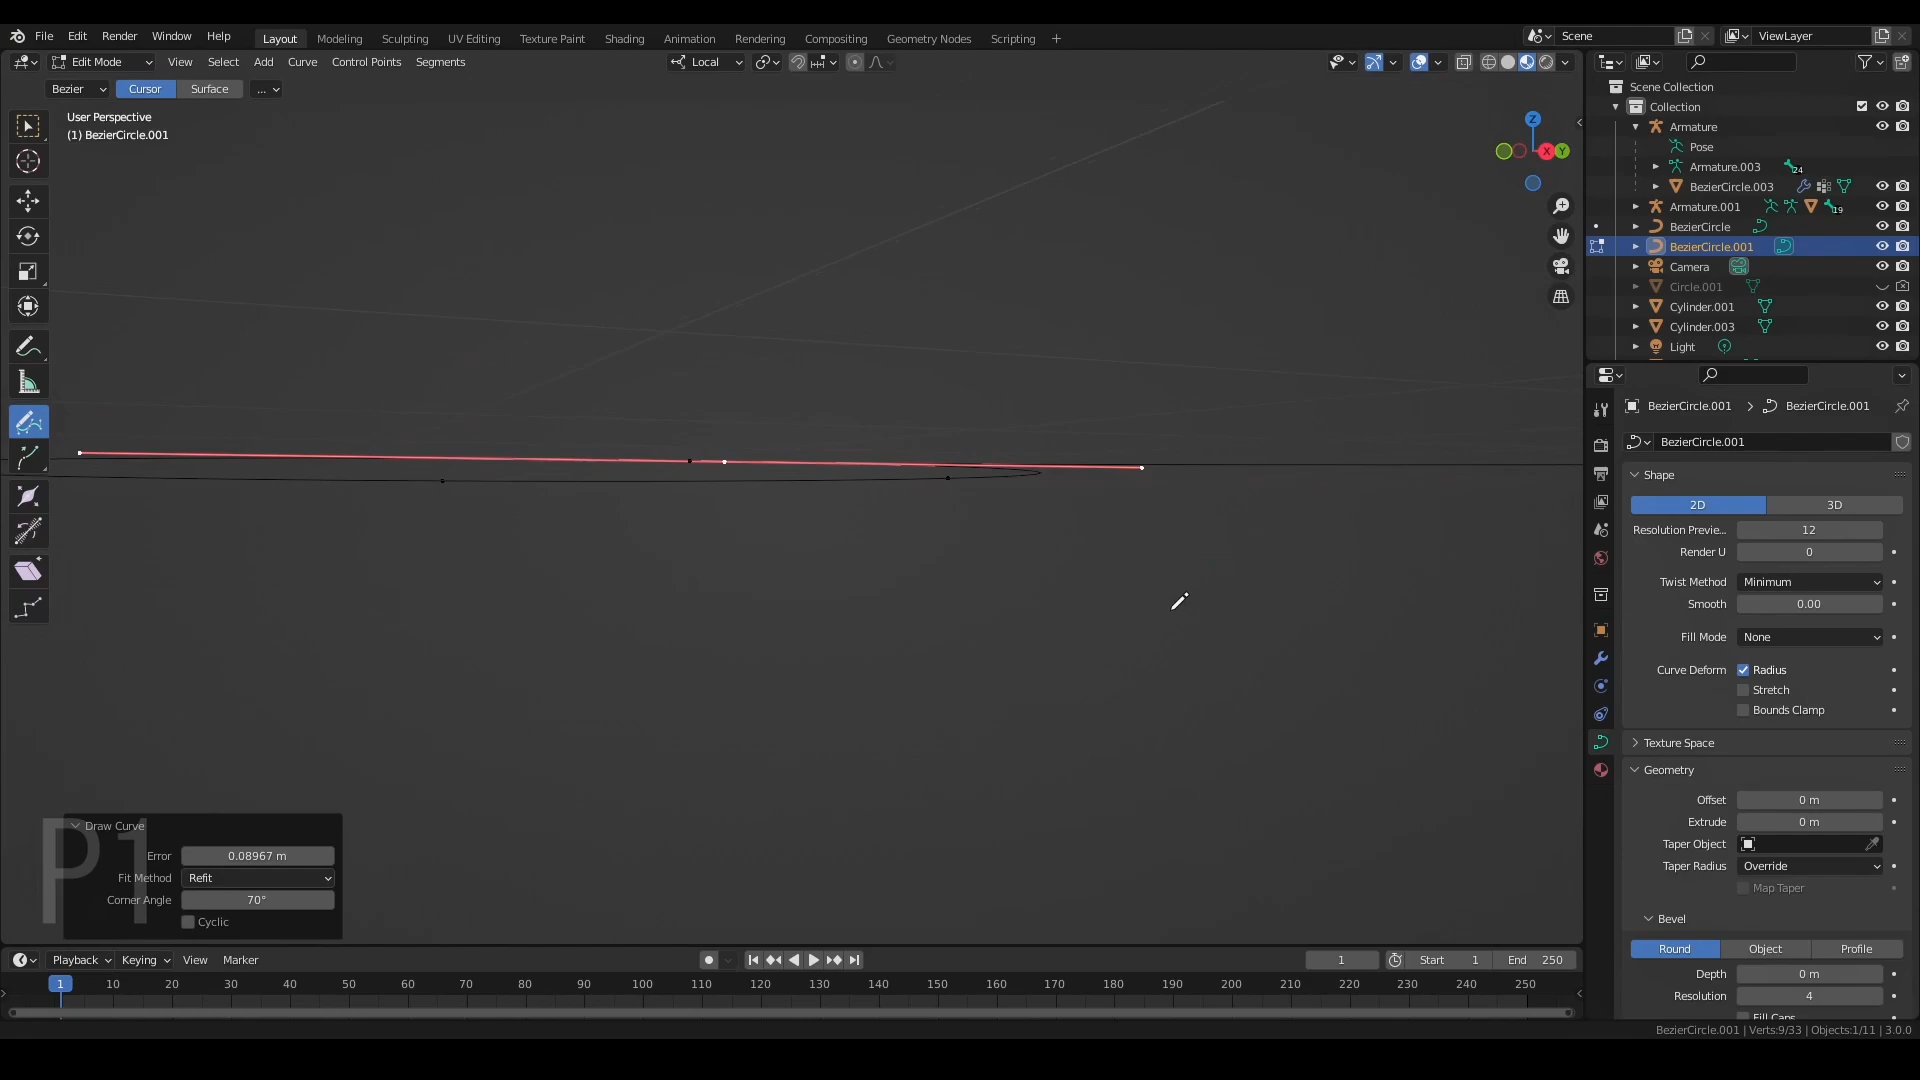 File Edit Render Window Help Layout Modeling Sculpting UV Editing Texture Paint Shading Animation Rendering Compositing Geometry Nodes Scripting + Scene ViewLayer
Edit Mode View Select Add Curve Control Points Segments Local
Bezier Cursor Surface ...
User Perspective
(1) BezierCircle.001
Z
X Y
Scene Collection
Collection
Armature
Pose
Armature.003 24
BezierCircle.003
Armature.001 19
BezierCircle
BezierCircle.001
Camera
Circle.001
Cylinder.001
Cylinder.003
Light
BezierCircle.001 > BezierCircle.001
BezierCircle.001
Shape
2D 3D
Resolution Previe... 12
Render U 0
Twist Method Minimum
Smooth 0.00
Fill Mode None
Curve Deform Radius
Stretch
Bounds Clamp
Texture Space
Geometry
Offset 0 m
Extrude 0 m
Taper Object
Taper Radius Override
Map Taper
Bevel
Round Object Profile
Depth 0 m
Resolution 4
Fill Caps
P1
Draw Curve
Error 0.08967 m
Fit Method Refit
Corner Angle 70°
Cyclic
Playback Keying View Marker 1 Start 1 End 250
1 10 20 30 40 50 60 70 80 90 100 110 120 130 140 150 160 170 180 190 200 210 220 230 240 250
BezierCircle.001 | Verts:9/33 | Objects:1/11 | 3.0.0